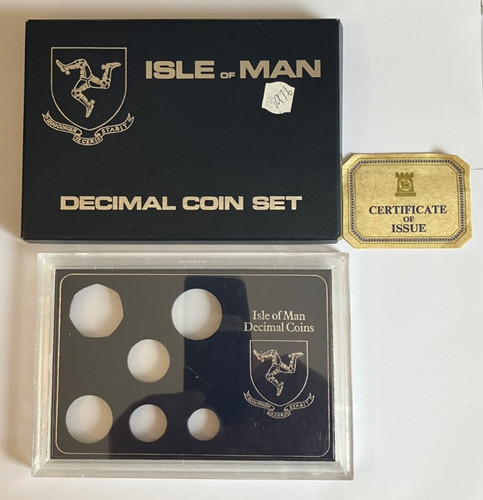 ISLE OF MAN
1976
QUOCUNQUE
JECERIS
STABIT
DECIMAL COIN SET
CERTIFICATE
OF
ISSUE
Isle of Man
Decimal Coins
QUOCUNQUE
JECERIS
STABIT